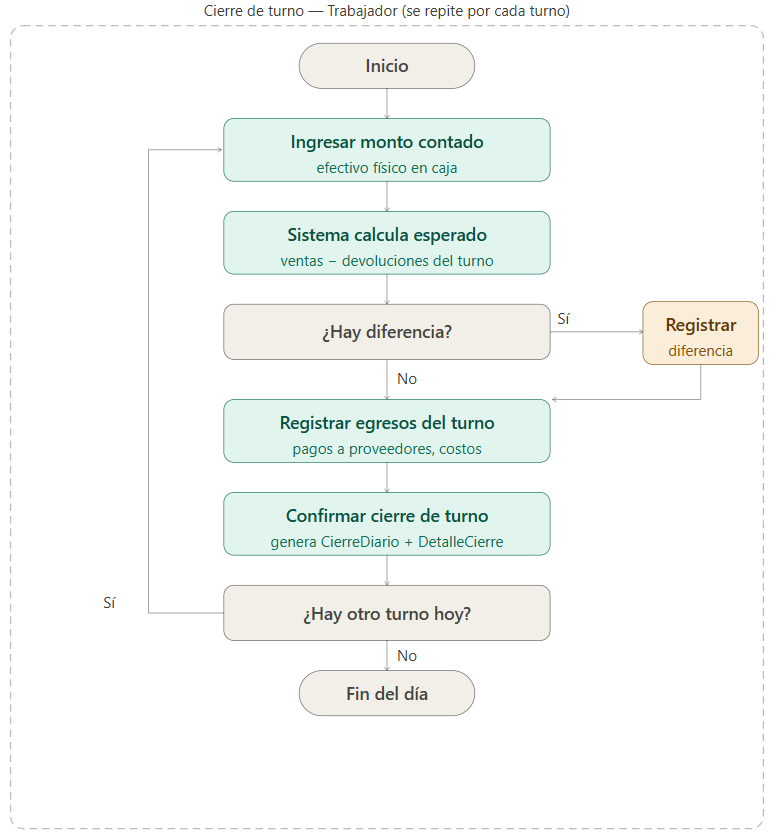 Cierre de turno — Trabajador (se repite por cada turno)
Inicio
Ingresar monto contado
efectivo físico en caja
Sistema calcula esperado
ventas − devoluciones del turno
¿Hay diferencia?
Sí
Registrar
diferencia
No
Registrar egresos del turno
pagos a proveedores, costos
Confirmar cierre de turno
genera CierreDiario + DetalleCierre
Sí
¿Hay otro turno hoy?
No
Fin del día